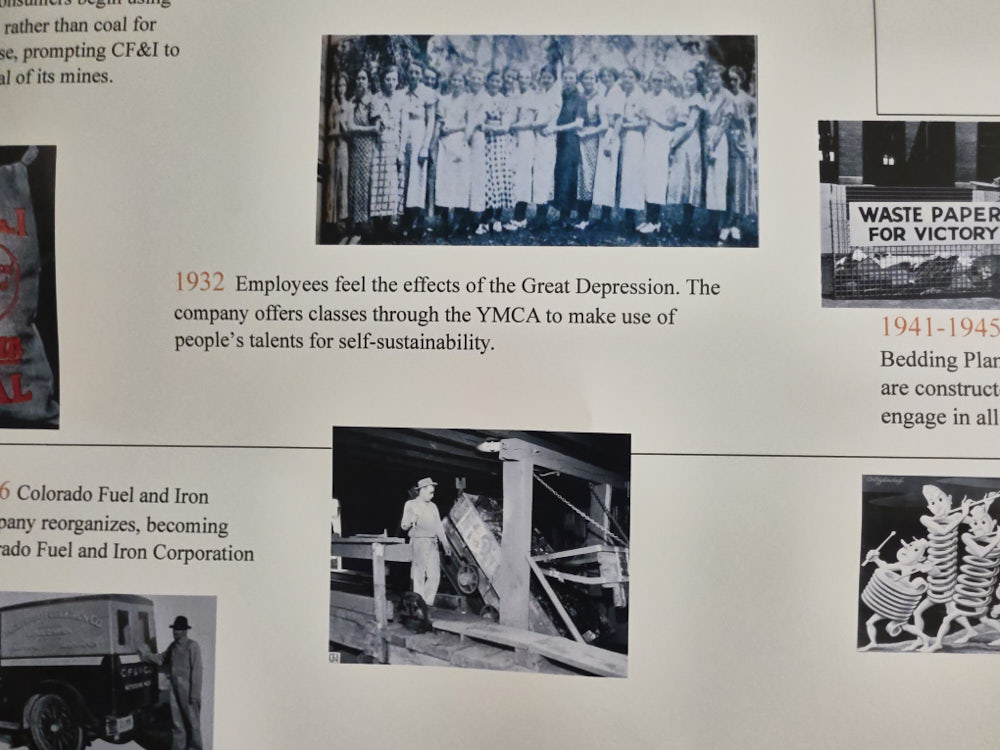 rather than coal for
se, prompting CF&I to
al of its mines.
WASTE PAPER
FOR VICTORY
1932 Employees feel the effects of the Great Depression. The
company offers classes through the YMCA to make use of
people's talents for self-sustainability.
1941-1945
Bedding Plan
are construct
engage in all
6 Colorado Fuel and Iron
pany reorganizes, becoming
rado Fuel and Iron Corporation